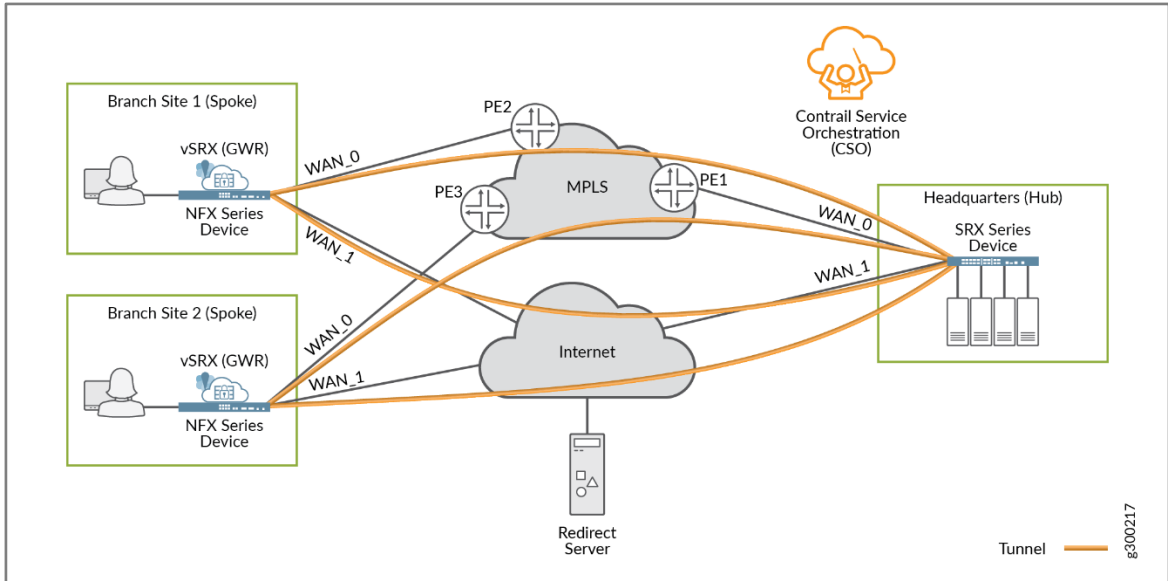 Branch Site 1 (Spoke)
vSRX (GWR)
NFX Series
Device
WAN_0
WAN_1
PE2
PE3
MPLS
PE1
Contrail Service
Orchestration
(CSO)
Headquarters (Hub)
SRX Series
Device
WAN_0
WAN_1
Branch Site 2 (Spoke)
vSRX (GWR)
NFX Series
Device
WAN_0
WAN_1
Internet
Redirect
Server
Tunnel
g300217